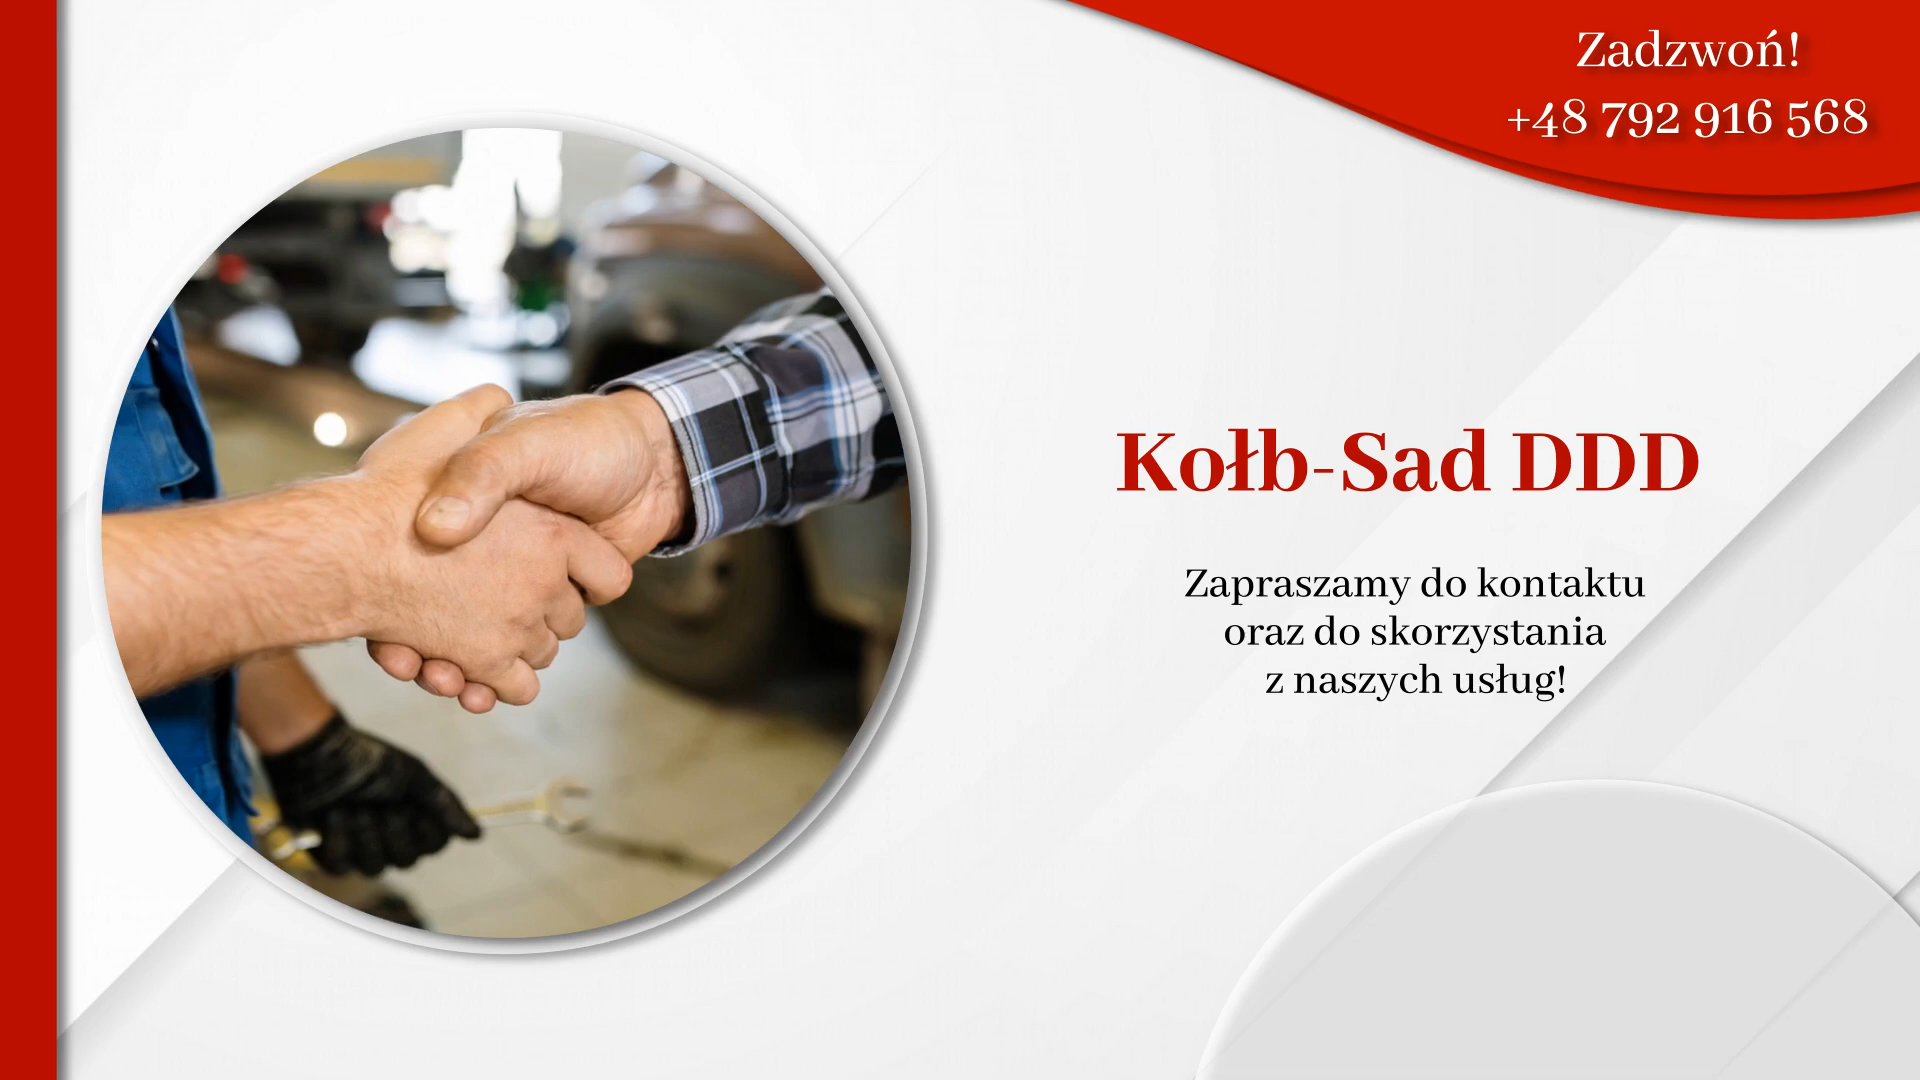 Zadzwoń!
+48 792 916 568
Kołb-Sad DDD
Zapraszamy do kontaktu
oraz do skorzystania
z naszych usług!